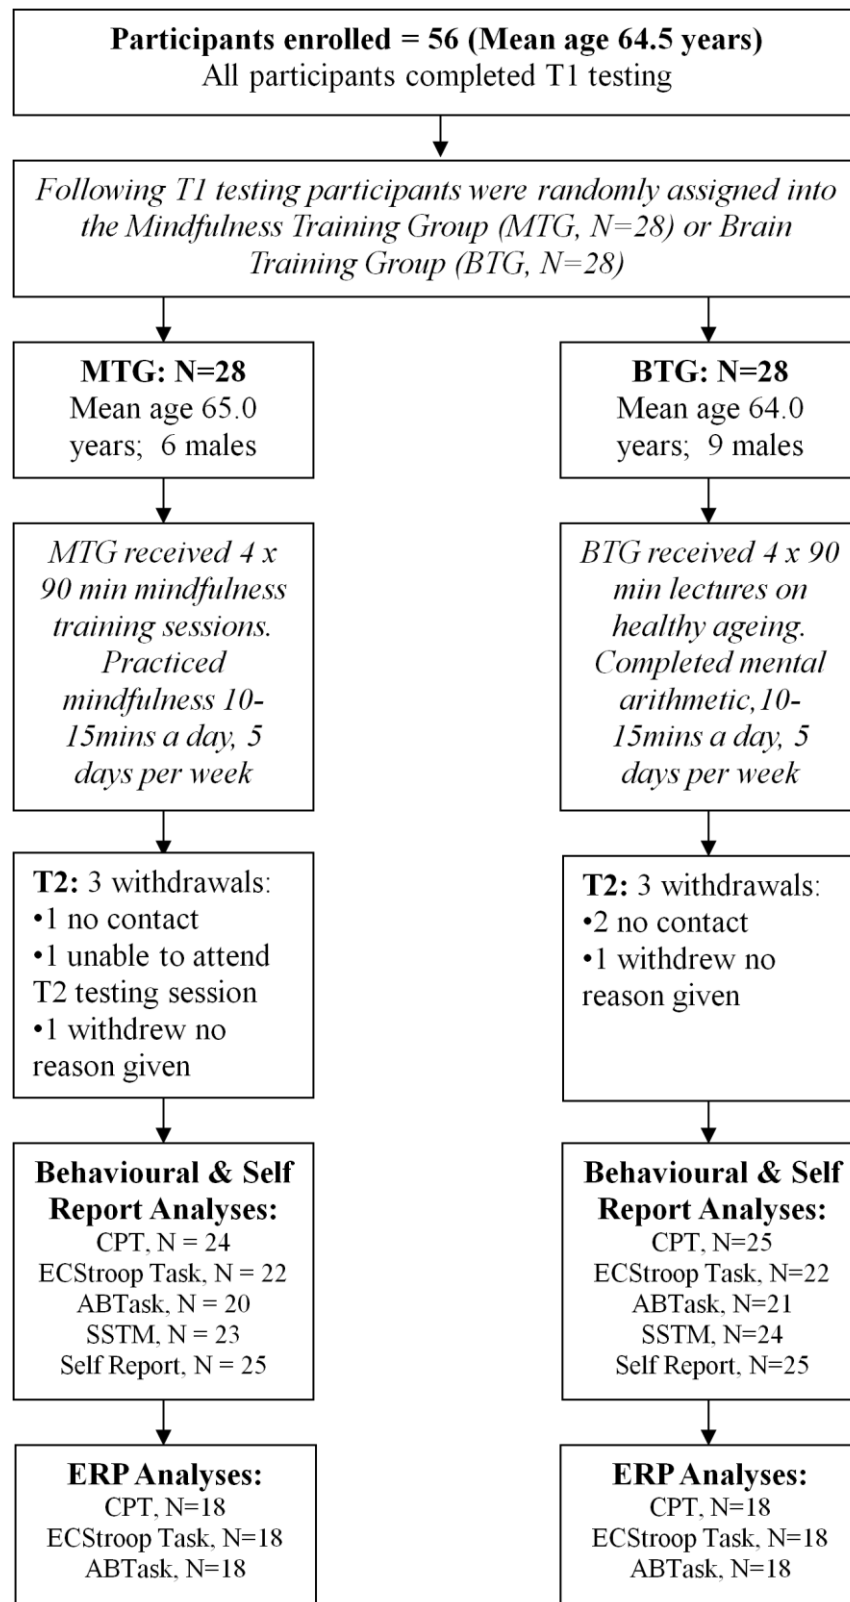 Participants enrolled = 56 (Mean age 64.5 years)
All participants completed T1 testing
Following T1 testing participants were randomly assigned into
the Mindfulness Training Group (MTG, N=28) or Brain
Training Group (BTG, N=28)
MTG: N=28
Mean age 65.0
years;  6 males
BTG: N=28
Mean age 64.0
years;  9 males
MTG received 4 x
90 min mindfulness
training sessions.
Practiced
mindfulness 10-
15mins a day, 5
days per week
BTG received 4 x 90
min lectures on
healthy ageing.
Completed mental
arithmetic,10-
15mins a day, 5
days per week
T2: 3 withdrawals:
•1 no contact
•1 unable to attend
T2 testing session
•1 withdrew no
reason given
T2: 3 withdrawals:
•2 no contact
•1 withdrew no
reason given
Behavioural & Self
Report Analyses:
CPT, N = 24
ECStroop Task, N = 22
ABTask, N = 20
SSTM, N = 23
Self Report, N = 25
Behavioural & Self
Report Analyses:
CPT, N=25
ECStroop Task, N=22
ABTask, N=21
SSTM, N=24
Self Report, N=25
ERP Analyses:
CPT, N=18
ECStroop Task, N=18
ABTask, N=18
ERP Analyses:
CPT, N=18
ECStroop Task, N=18
ABTask, N=18